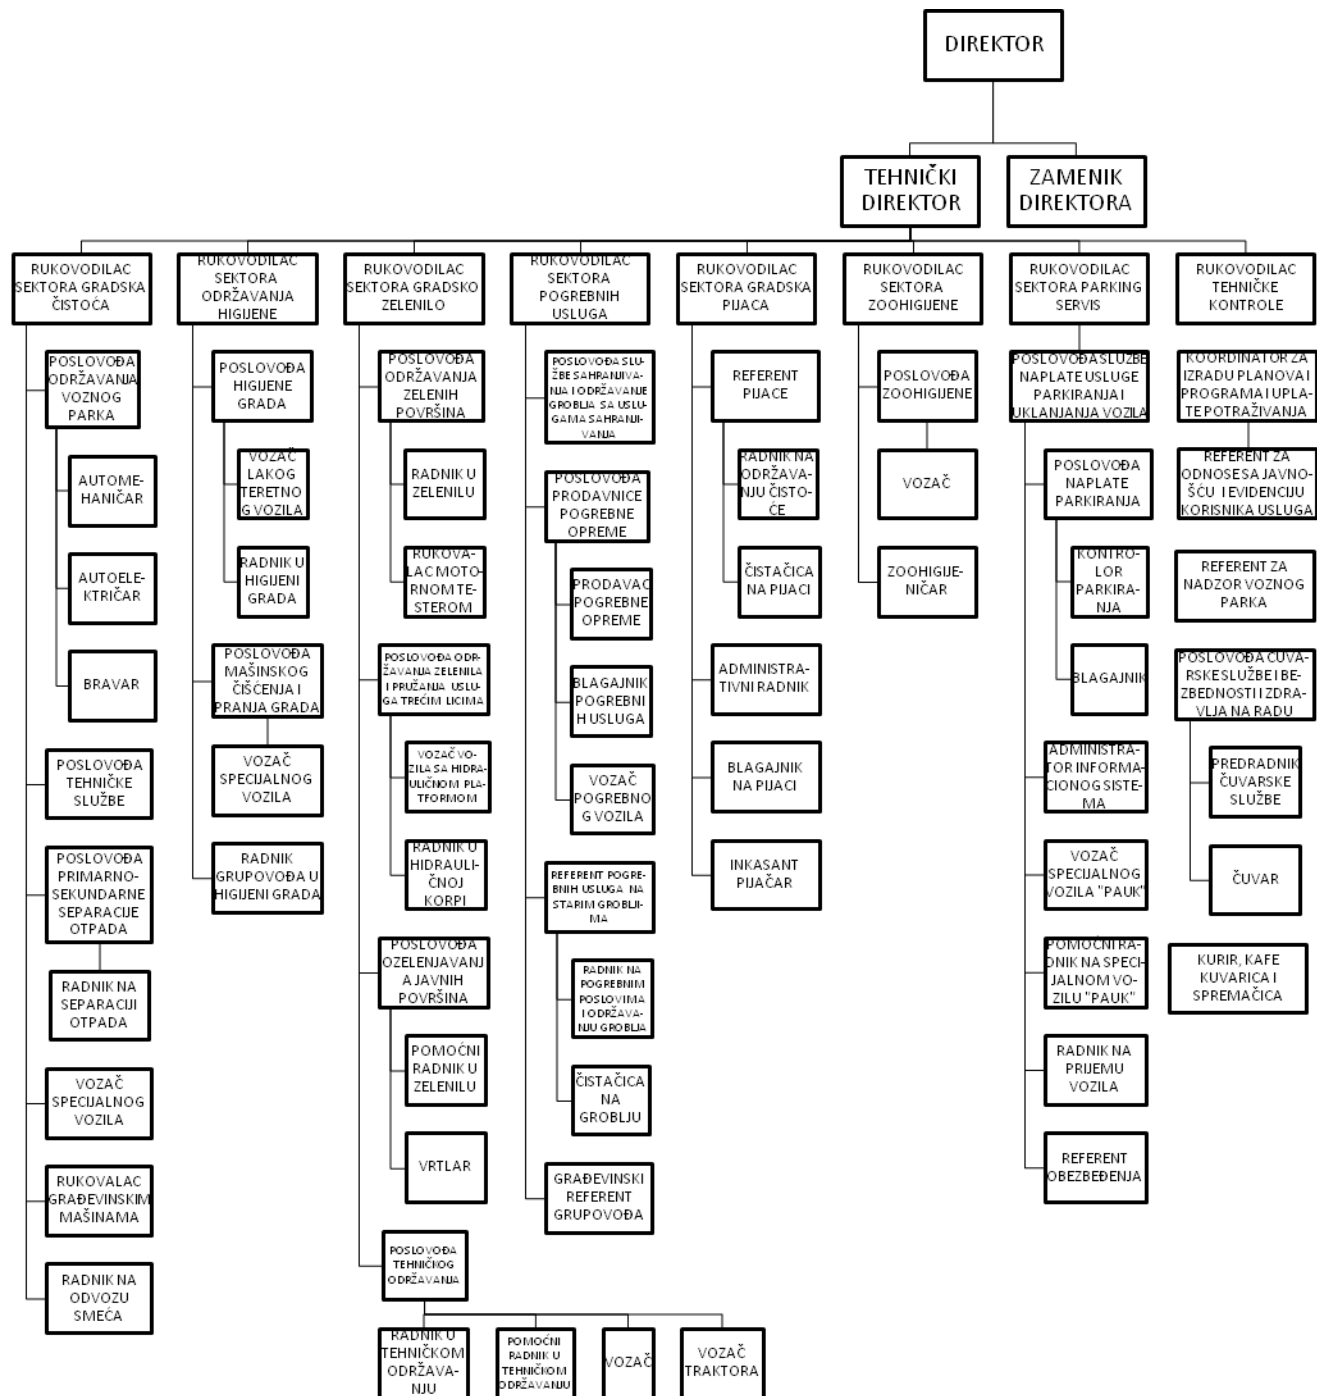 DIREKTOR
TEHNIČKI
DIREKTOR
ZAMENIK
DIREKTORA
RUKOVODILAC
SEKTORA GRADSKA
ČISTOĆA
RUKOVODILAC
SEKTORA
ODRŽAVANJA
HIGIJENE
RUKOVODILAC
SEKTORA GRADSKO
ZELENILO
RUKOVODILAC
SEKTORA
POGREBNIH
USLUGA
RUKOVODILAC
SEKTORA GRADSKA
PIJACA
RUKOVODILAC
SEKTORA
ZOOHIGIJENE
RUKOVODILAC
SEKTORA PARKING
SERVIS
RUKOVODILAC
TEHNIČKE
KONTROLE
POSLOVOĐA
ODRŽAVANJA
VOZNOG
PARKA
AUTOME-
HANIČAR
AUTOELE-
KTRIČAR
BRAVAR
POSLOVOĐA
TEHNIČKE
SLUŽBE
POSLOVOĐA
PRIMARNO-
SEKUNDARNE
SEPARACIJE
OTPADA
RADNIK NA
SEPARACIJI
OTPADA
VOZAČ
SPECIJALNOG
VOZILA
RUKOVALAC
GRAĐEVINSKIM
MAŠINAMA
RADNIK NA
ODVOZU
SMEĆA
POSLOVOĐA
HIGIJENE
GRADA
VOZAČ
LAKOG
TERETNO
G VOZILA
RADNIK U
HIGIJENI
GRADA
POSLOVOĐA
MAŠINSKOG
ČIŠĆENJA I
PRANJA GRADA
VOZAČ
SPECIJALNOG
VOZILA
RADNIK
GRUPOVOĐA U
HIGIJENI GRADA
POSLOVOĐA
ODRŽAVANJA
ZELENIH
POVRŠINA
RADNIK U
ZELENILU
RUKOVA-
LAC MOTO-
RNOM TE-
STEROM
POSLOVOĐA ODR-
ŽAVANJA ZELENILA
I PRUŽANJA USLU-
GA TREĆIM LICIMA
VOZAČ VO-
ZILA SA HIDRA-
ULIČNOM PLA-
TFORMOM
RADNIK U
HIDRAULI-
ČNOJ
KORPI
POSLOVOĐA
OZELENJAVANJ
A JAVNIH
POVRŠINA
POMOĆNI
RADNIK U
ZELENILU
VRTLAR
POSLOVOĐA
TEHNIČKOG
ODRŽAVANJA
RADNIK U
TEHNIČKOM
ODRŽAVA-
NJU
POMOĆNI
RADNIK U
TEHNIČKOM
ODRŽAVANJU
VOZAČ
VOZAČ
TRAKTORA
POSLOVOĐA SLU-
ŽBE SAHRANJIVA-
NJA I ODRŽAVANJE
GROBLJA SA USLU-
GAMA SAHRANJI-
VANJA
POSLOVOĐA
PRODAVNICE
POGREBNE
OPREME
PRODAVAC
POGREBNE
OPREME
BLAGAJNIK
POGREBNI
H USLUGA
VOZAČ
POGREBNO
G VOZILA
REFERENT POGRE-
BNIH USLUGA NA
STARIM GROBLJI-
MA
RADNIK NA
POGREBNIM
POSLOVIMA
I ODRŽAVA-
NJU GROBLJA
ČISTAČICA
NA
GROBLJU
GRAĐEVINSKI
REFERENT
GRUPOVOĐA
REFERENT
PIJACE
RADNIK NA
ODRŽAVA-
NJU ČISTO-
ĆE
ČISTAČICA
NA PIJACI
ADMINISTRA-
TIVNI RADNIK
BLAGAJNIK
NA PIJACI
INKASANT
PIJAČAR
POSLOVOĐA
ZOOHIGIJENE
VOZAČ
ZOOHIGIJE-
NIČAR
POSLOVOĐA SLUŽBE
NAPLATE USLUGE
PARKIRANJA I
UKLANJANJA VOZILA
POSLOVOĐA
NAPLATE
PARKIRANJA
KONTRO-
LOR
PARKIRA-
NJA
BLAGAJNIK
ADMINISTRA-
TOR INFORMA-
CIONOG SISTE-
MA
VOZAČ
SPECIJALNOG
VOZILA "PAUK"
POMOĆNI RA-
DNIK NA SPECI-
JALNOM VO-
ZILU "PAUK"
RADNIK NA
PRIJEMU
VOZILA
REFERENT
OBEZBEĐENJA
KOORDINATOR ZA
IZRADU PLANOVA I
PROGRAMA I UPLA-
TE POTRAŽIVANJA
REFERENT ZA
ODNOSE SA JAVNO-
ŠĆU I EVIDENCIJU
KORISNIKA USLUGA
REFERENT ZA
NADZOR VOZNOG
PARKA
POSLOVOĐA ČUVA-
RSKE SLUŽBE I BE-
ZBEDNOSTI I ZDRA-
VLJA NA RADU
PREDRADNIK
ČUVARSKE
SLUŽBE
ČUVAR
KURIR, KAFE
KUVARICA I
SPREMAČICA